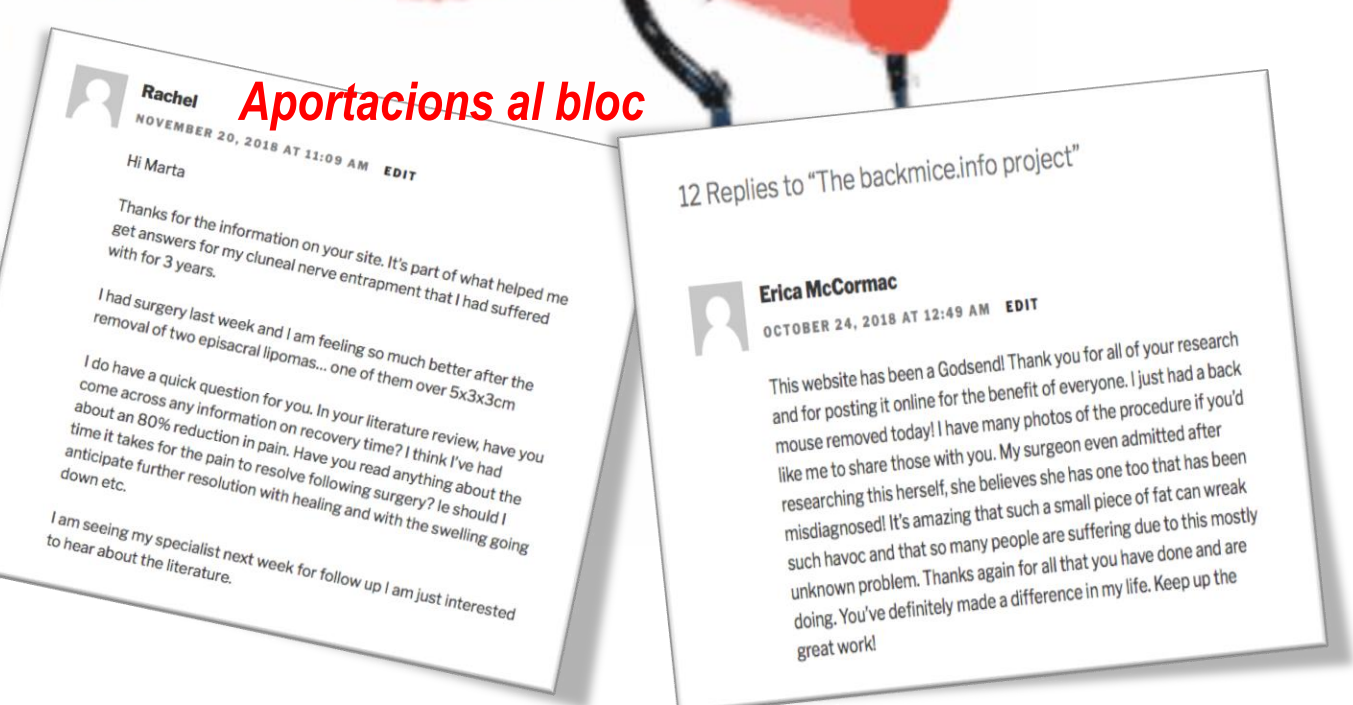 Aportacions al bloc
Rachel
NOVEMBER 20, 2018 AT 11:09 AM EDIT
Hi Marta
Thanks for the information on your site. It's part of what helped me
get answers for my cluneal nerve entrapment that I had suffered
with for 3 years.
I had surgery last week and I am feeling so much better after the
removal of two episacral lipomas... one of them over 5x3x3cm
I do have a quick question for you. In your literature review, have you
come across any information on recovery time? I think I've had
about an 80% reduction in pain. Have you read anything about the
time it takes for the pain to resolve following surgery? Ie should I
anticipate further resolution with healing and with the swelling going
down etc.
I am seeing my specialist next week for follow up I am just interested
to hear about the literature.
12 Replies to “The backmice.info project”
Erica McCormac
OCTOBER 24, 2018 AT 12:49 AM EDIT
This website has been a Godsend! Thank you for all of your research
and for posting it online for the benefit of everyone. I just had a back
mouse removed today! I have many photos of the procedure if you'd
like me to share those with you. My surgeon even admitted after
researching this herself, she believes she has one too that has been
misdiagnosed! It's amazing that such a small piece of fat can wreak
such havoc and that so many people are suffering due to this mostly
unknown problem. Thanks again for all that you have done and are
doing. You've definitely made a difference in my life. Keep up the
great work!